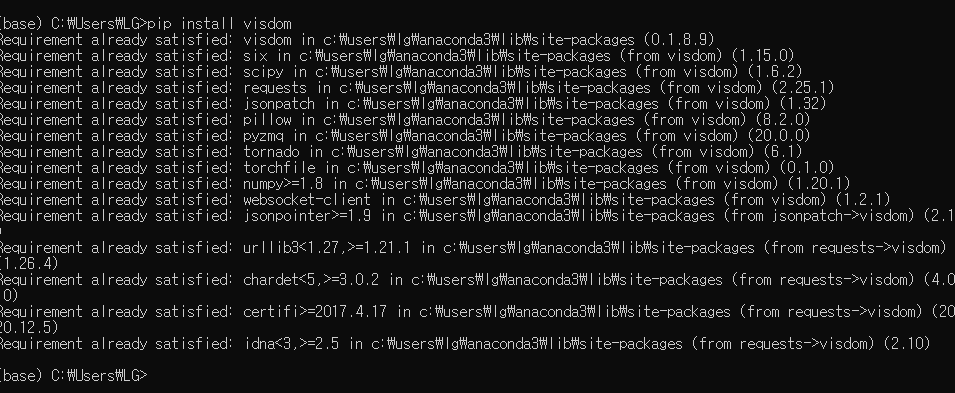 (base) C:₩Users₩LG>pip install visdom
Requirement already satisfied: visdom in c:₩users₩lg₩anaconda3₩lib₩site-packages (0.1.8.9)
Requirement already satisfied: six in c:₩users₩lg₩anaconda3₩lib₩site-packages (from visdom) (1.15.0)
Requirement already satisfied: scipy in c:₩users₩lg₩anaconda3₩lib₩site-packages (from visdom) (1.6.2)
Requirement already satisfied: requests in c:₩users₩lg₩anaconda3₩lib₩site-packages (from visdom) (2.25.1)
Requirement already satisfied: jsonpatch in c:₩users₩lg₩anaconda3₩lib₩site-packages (from visdom) (1.32)
Requirement already satisfied: pillow in c:₩users₩lg₩anaconda3₩lib₩site-packages (from visdom) (8.2.0)
Requirement already satisfied: pyzmq in c:₩users₩lg₩anaconda3₩lib₩site-packages (from visdom) (20.0.0)
Requirement already satisfied: tornado in c:₩users₩lg₩anaconda3₩lib₩site-packages (from visdom) (6.1)
Requirement already satisfied: torchfile in c:₩users₩lg₩anaconda3₩lib₩site-packages (from visdom) (0.1.0)
Requirement already satisfied: numpy>=1.8 in c:₩users₩lg₩anaconda3₩lib₩site-packages (from visdom) (1.20.1)
Requirement already satisfied: websocket-client in c:₩users₩lg₩anaconda3₩lib₩site-packages (from visdom) (1.2.1)
Requirement already satisfied: jsonpointer>=1.9 in c:₩users₩lg₩anaconda3₩lib₩site-packages (from jsonpatch->visdom) (2.1
)
Requirement already satisfied: urllib3<1.27,>=1.21.1 in c:₩users₩lg₩anaconda3₩lib₩site-packages (from requests->visdom)
(1.26.4)
Requirement already satisfied: chardet<5,>=3.0.2 in c:₩users₩lg₩anaconda3₩lib₩site-packages (from requests->visdom) (4.0
.0)
Requirement already satisfied: certifi>=2017.4.17 in c:₩users₩lg₩anaconda3₩lib₩site-packages (from requests->visdom) (20
20.12.5)
Requirement already satisfied: idna<3,>=2.5 in c:₩users₩lg₩anaconda3₩lib₩site-packages (from requests->visdom) (2.10)
(base) C:₩Users₩LG>